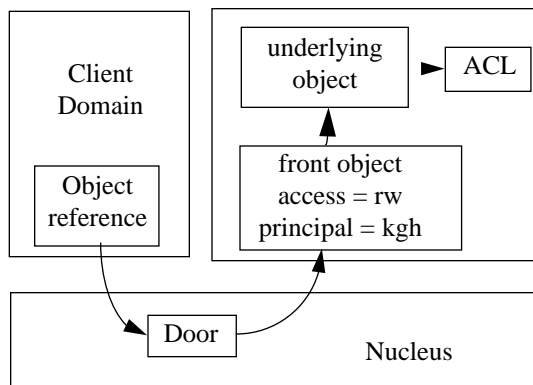 Client
Domain
Object
reference
underlying
object
ACL
front object
access = rw
principal = kgh
Door
Nucleus